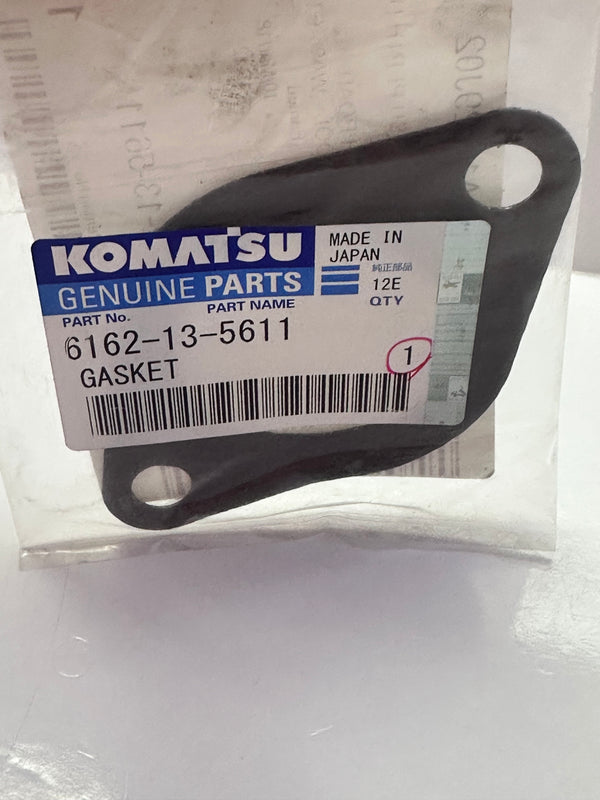 KOMATSU
GENUINE PARTS
MADE IN
JAPAN
純正部品
12E
QTY
PART No.
PART NAME
6162-13-5611
GASKET
1